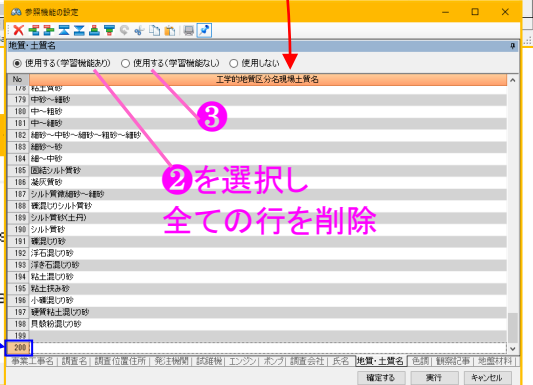 参照機能の設定
地質・土質名
使用する(学習機能あり) 使用する(学習機能なし) 使用しない
No 工学的地質区分名現場土質名
178 粘土質砂
179 中砂～細砂
180 中～粗砂
181 中～細砂
182 細砂～中砂～細砂～粗砂～細砂
183 細砂～砂
184 細～中砂
185 固結シルト質砂
186 凝灰質砂
187 シルト質微細砂～細砂
188 礫混じりシルト質砂
189 シルト質砂(土丹)
190 シルト質砂
191 礫混じり砂
192 浮石混じり砂
193 浮き石混じり砂
194 粘土混じり砂
195 粘土挟み砂
196 小礫混じり砂
197 硬質粘土混じり砂
198 貝殻粉混じり砂
199
200
❸
❷を選択し
全ての行を削除
事業工事名 調査名 調査位置住所 発注機関 試錐機 エンジン ポンプ 調査会社 氏名 地質・土質名 色調 観察記事 地盤材料
確定する 実行 キャンセル